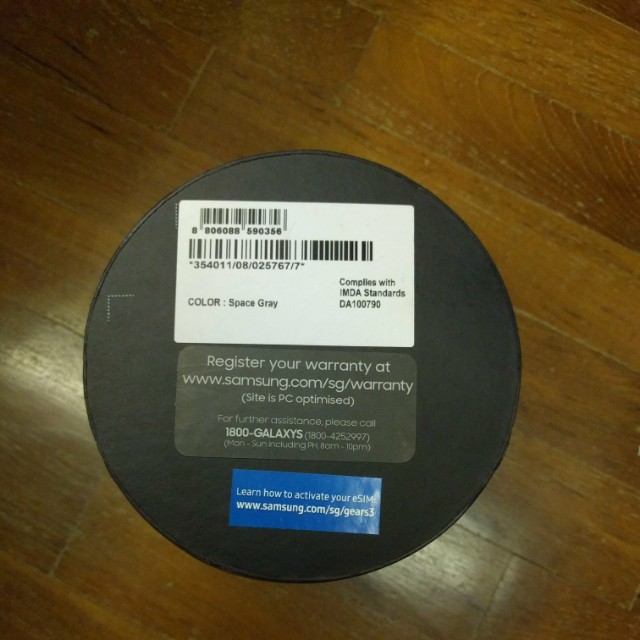 8 806088 590356
*354011/08/025767/7*
Complies with
IMDA Standards
COLOR : Space Gray
DA100790
Register your warranty at
www.samsung.com/sg/warranty
(Site is PC optimised)
For further assistance, please call
1800-GALAXYS (1800-4252997)
(Mon - Sun including PH, 8am - 10pm)
Learn how to activate your eSIM:
www.samsung.com/sg/gears3